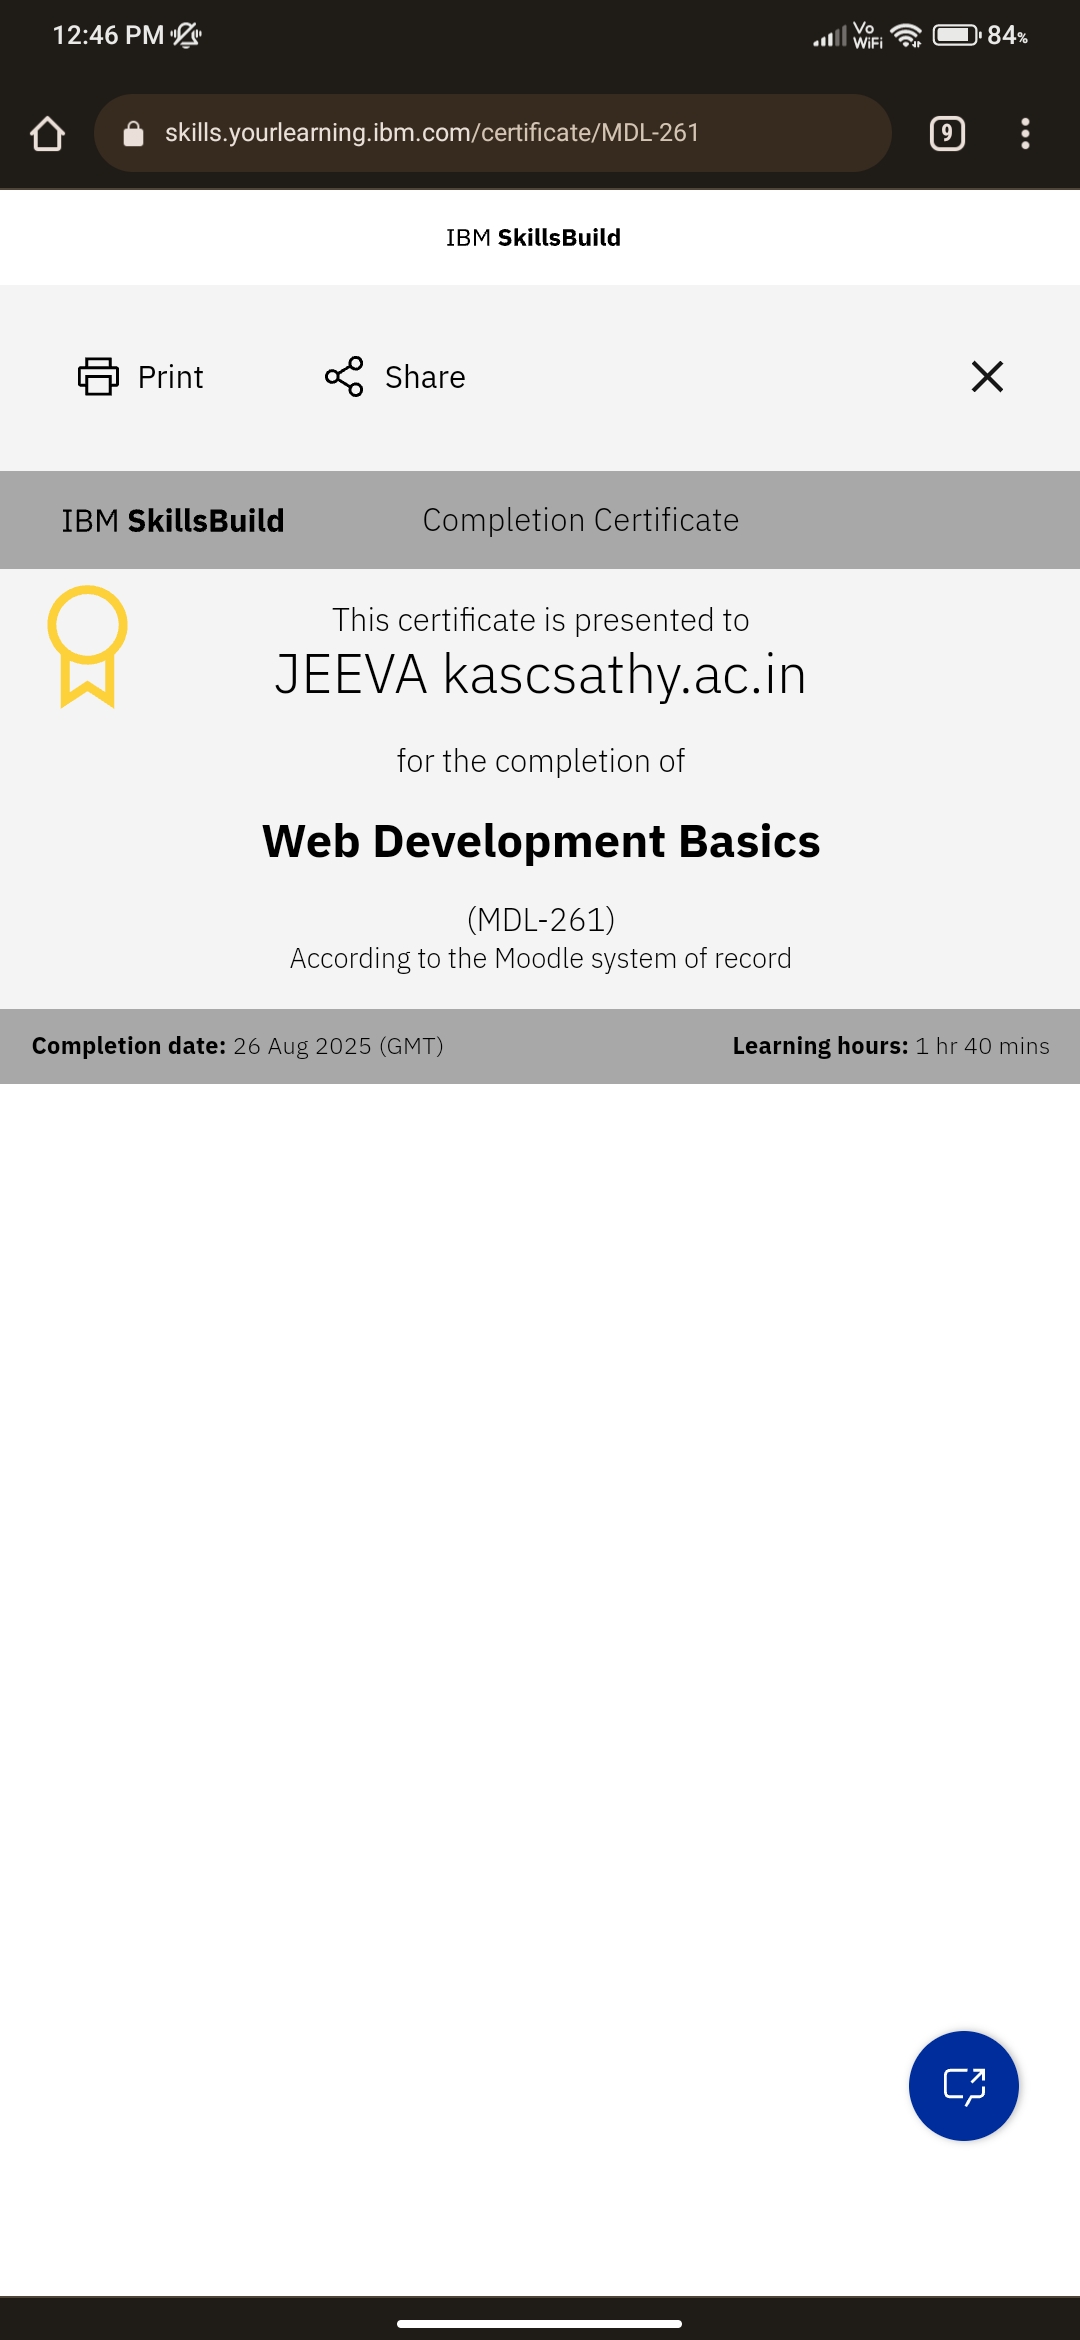 12:46 PM
Vo WiFi 84%
skills.yourlearning.ibm.com/certificate/MDL-261
9
IBM SkillsBuild
Print Share
IBM SkillsBuild Completion Certificate
This certificate is presented to
JEEVA kascsathy.ac.in
for the completion of
Web Development Basics
(MDL-261)
According to the Moodle system of record
Completion date: 26 Aug 2025 (GMT) Learning hours: 1 hr 40 mins